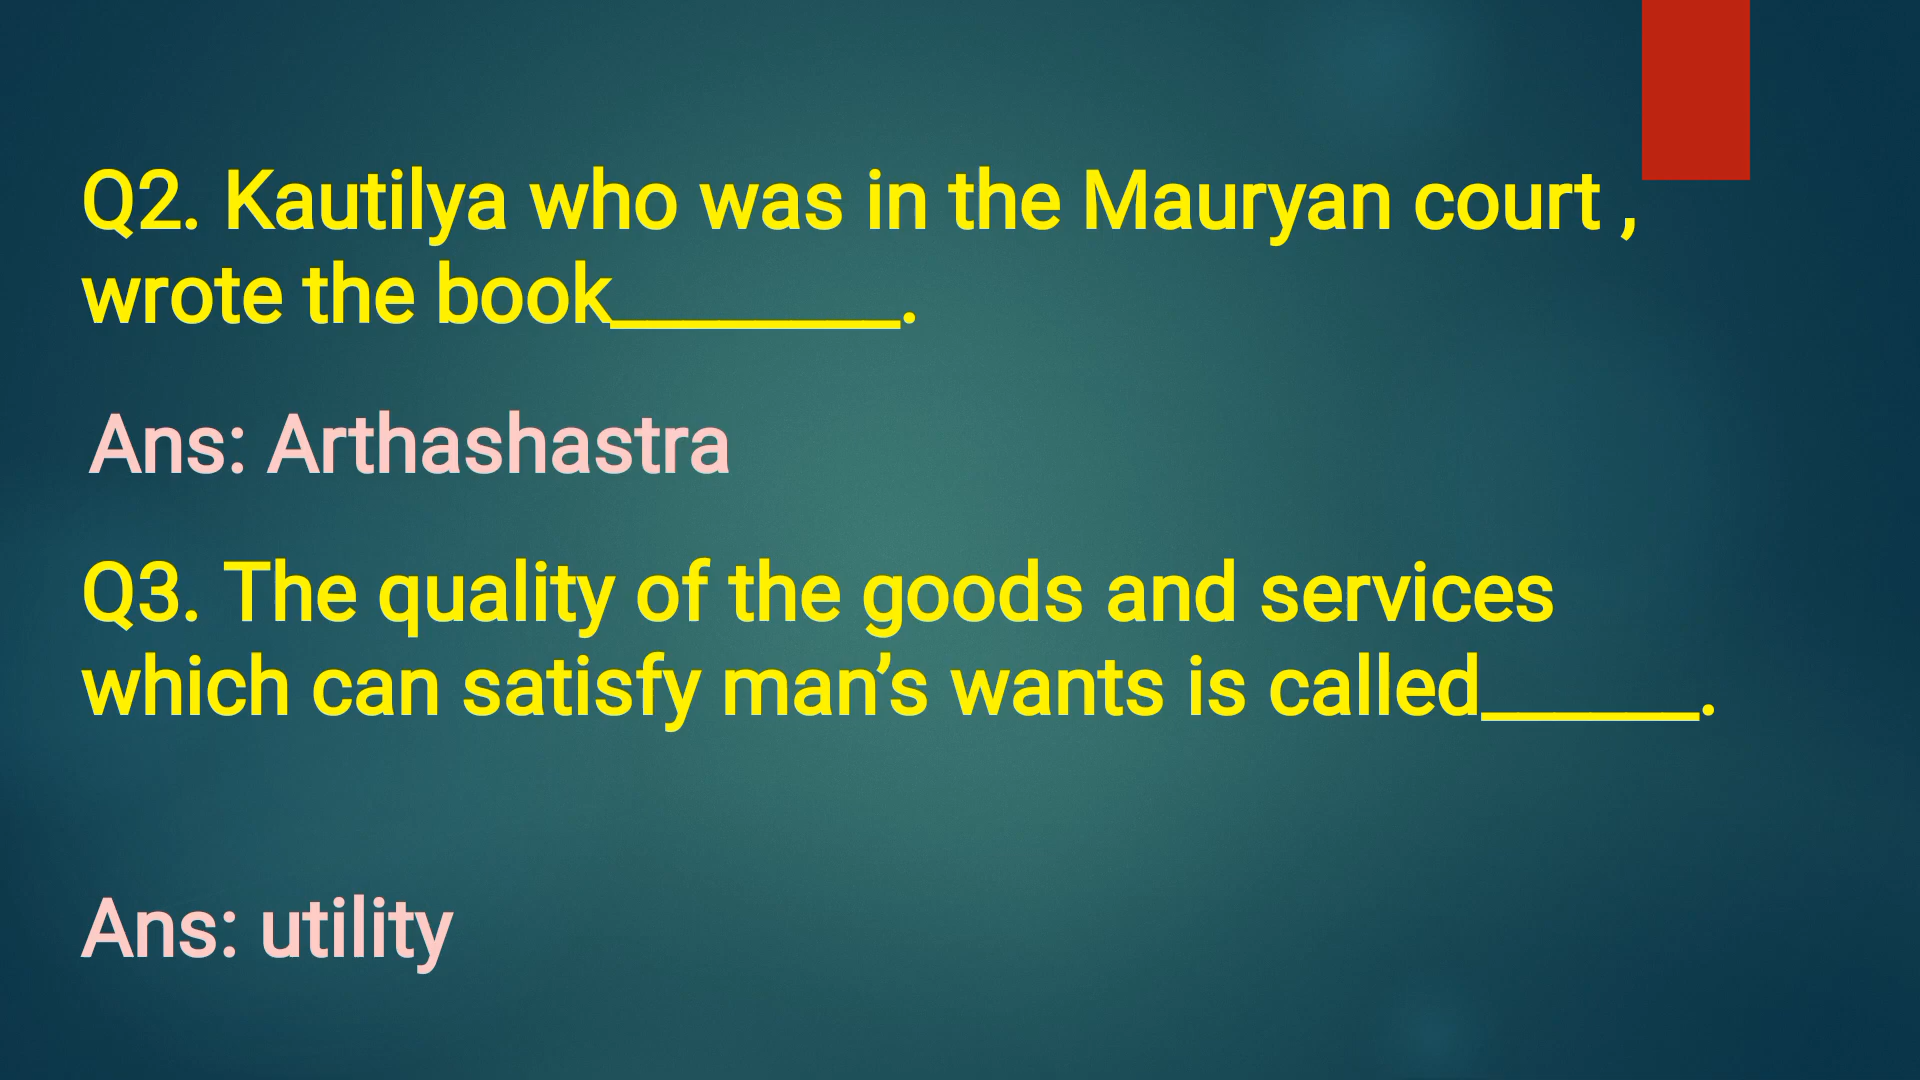 Q2. Kautilya who was in the Mauryan court ,
wrote the book________.
Ans: Arthashastra
Q3. The quality of the goods and services
which can satisfy man’s wants is called______.
Ans: utility